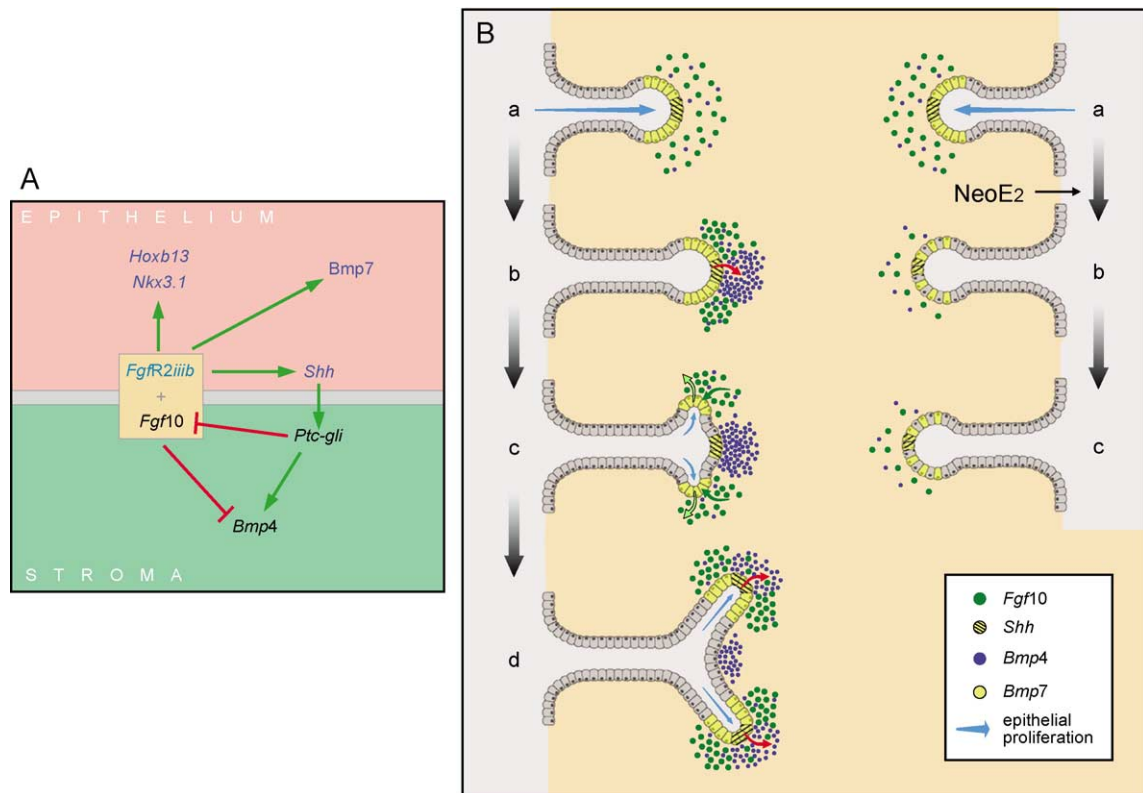 A
E P I T H E L I U M
Hoxb13
Nkx3.1
Bmp7
FgfR2iiib
+
Fgf10
Shh
Ptc-gli
Bmp4
S T R O M A
B
a
b
c
d
a
NeoE2
b
c
Fgf10
Shh
Bmp4
Bmp7
epithelial
proliferation